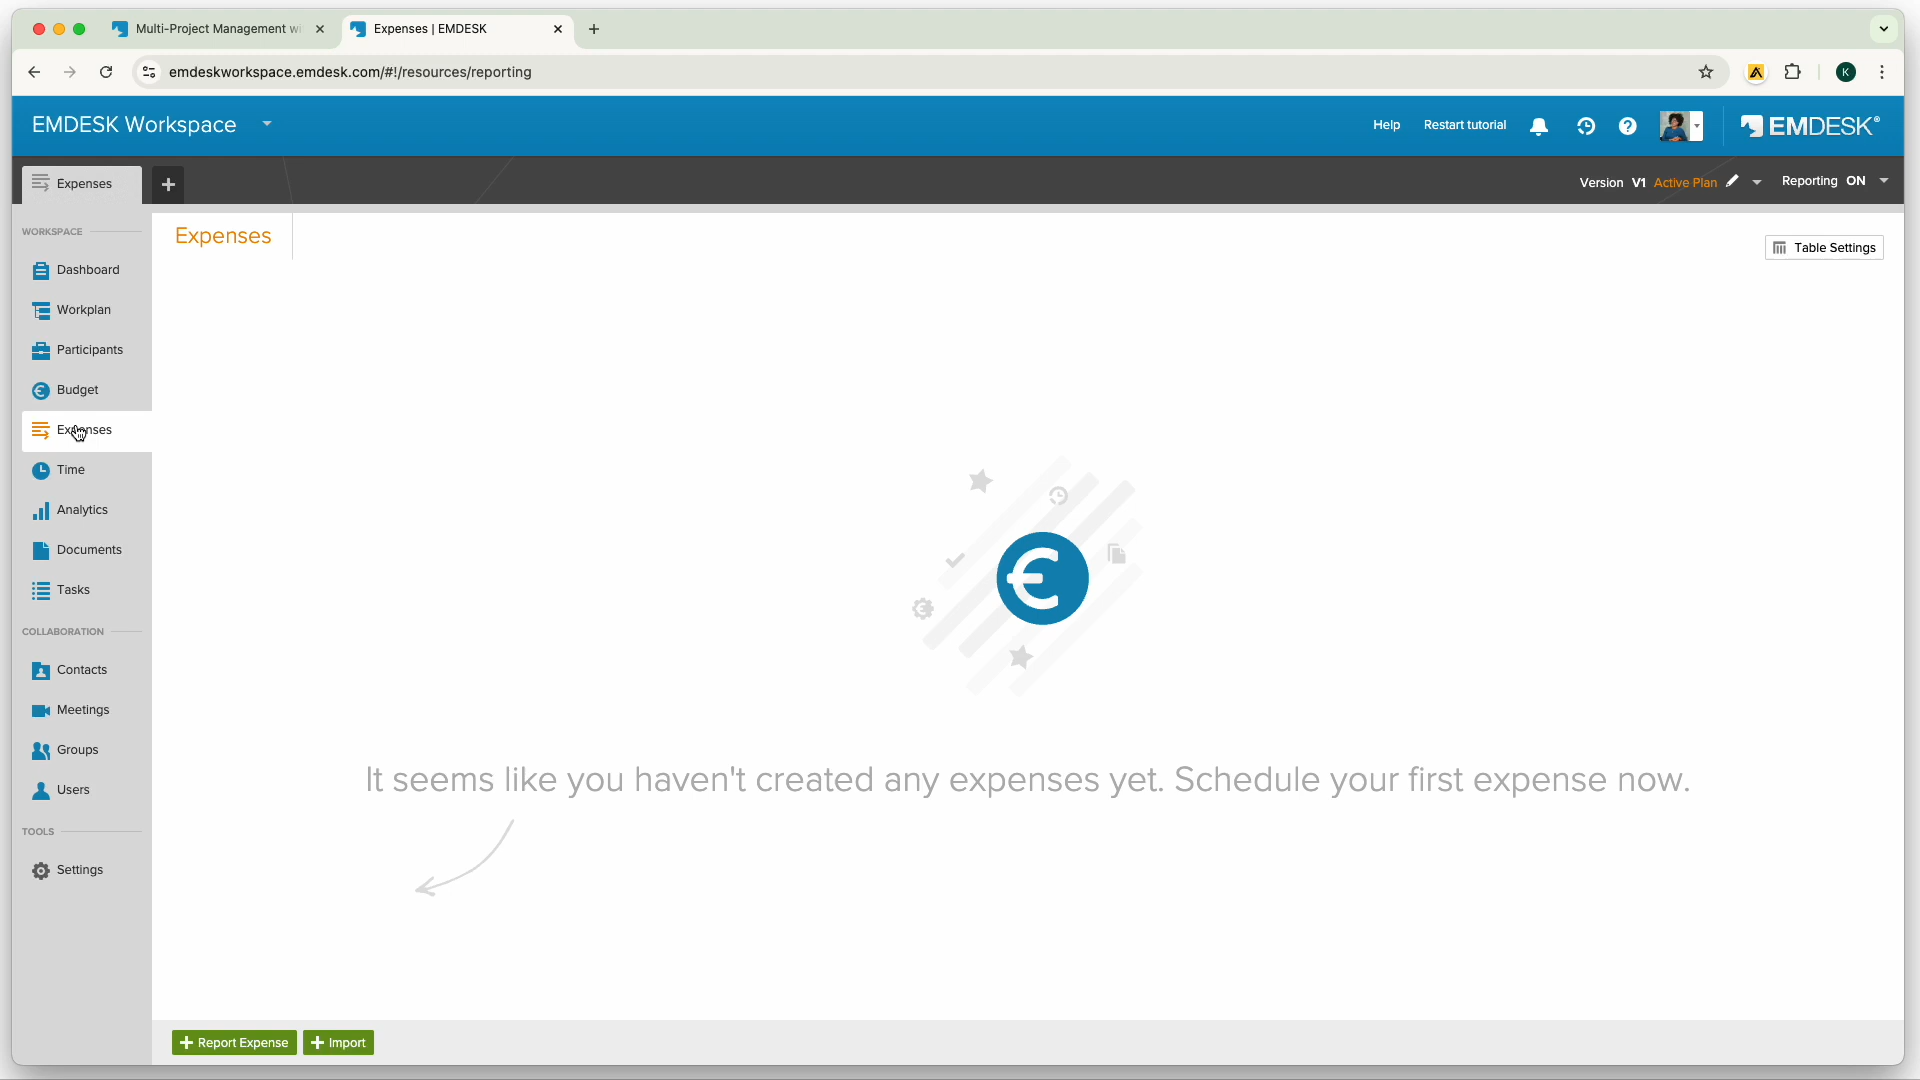 Multi-Project Management wi
Expenses | EMDESK
emdeskworkspace.emdesk.com/#!/resources/reporting
K
EMDESK Workspace
Help
Restart tutorial
EMDESK®
Expenses
Version V1 Active Plan
Reporting ON
WORKSPACE
Expenses
Table Settings
Dashboard
Workplan
Participants
Budget
Expenses
Time
Analytics
Documents
Tasks
COLLABORATION
Contacts
Meetings
Groups
Users
TOOLS
Settings
It seems like you haven't created any expenses yet. Schedule your first expense now.
Report Expense
Import